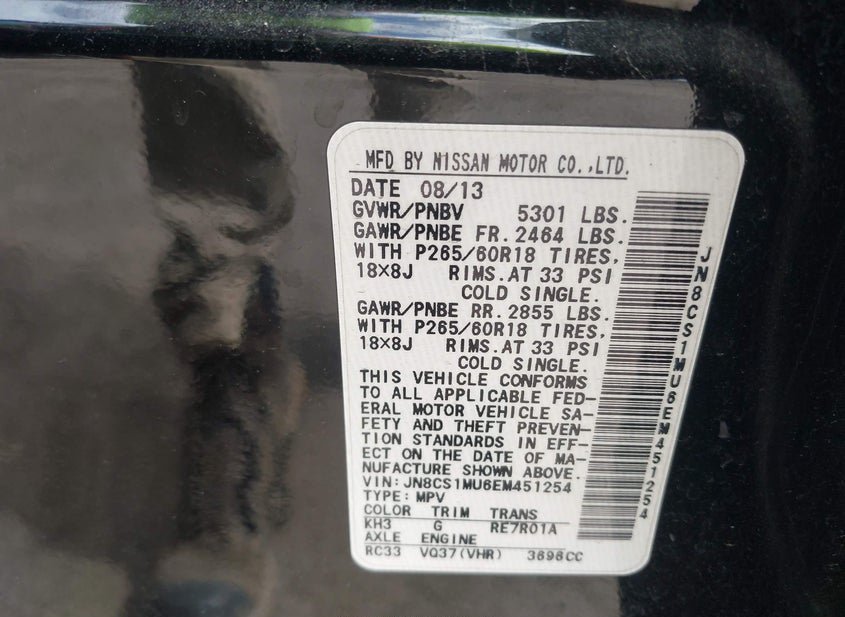 MFD BY NISSAN MOTOR CO.,LTD.
DATE 08/13
GVWR/PNBV 5301 LBS.
GAWR/PNBE FR. 2464 LBS.
WITH P265/60R18 TIRES,
18×8J RIMS.AT 33 PSI
COLD SINGLE.
GAWR/PNBE RR. 2855 LBS.
WITH P265/60R18 TIRES,
18×8J RIMS.AT 33 PSI
COLD SINGLE.
THIS VEHICLE CONFORMS
TO ALL APPLICABLE FED-
ERAL MOTOR VEHICLE SA-
FETY AND THEFT PREVEN-
TION STANDARDS IN EFF-
ECT ON THE DATE OF MA-
NUFACTURE SHOWN ABOVE.
VIN: JN8CS1MU6EM451254
TYPE: MPV
COLOR TRIM TRANS
KH3 G RE7R01A
AXLE ENGINE
RC33 VQ37(VHR) 3696CC
JN8CS1MU6EM451254